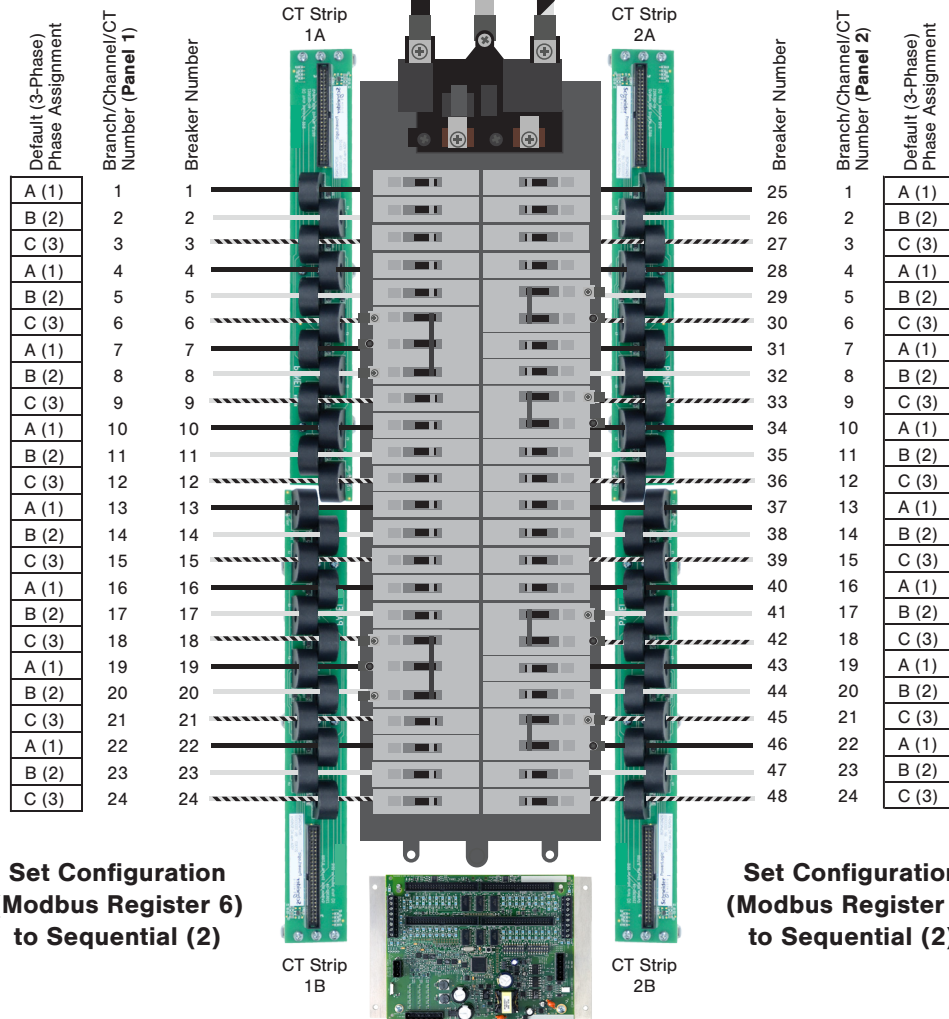 CT Strip
1A
CT Strip
2A
Default (3-Phase)
Phase Assignment
Branch/Channel/CT
Number (Panel 1)
Breaker Number
Breaker Number
Branch/Channel/CT
Number (Panel 2)
Default (3-Phase)
Phase Assignment
A (1) 1 1 25 1 A (1)
B (2) 2 2 26 2 B (2)
C (3) 3 3 27 3 C (3)
A (1) 4 4 28 4 A (1)
B (2) 5 5 29 5 B (2)
C (3) 6 6 30 6 C (3)
A (1) 7 7 31 7 A (1)
B (2) 8 8 32 8 B (2)
C (3) 9 9 33 9 C (3)
A (1) 10 10 34 10 A (1)
B (2) 11 11 35 11 B (2)
C (3) 12 12 36 12 C (3)
A (1) 13 13 37 13 A (1)
B (2) 14 14 38 14 B (2)
C (3) 15 15 39 15 C (3)
A (1) 16 16 40 16 A (1)
B (2) 17 17 41 17 B (2)
C (3) 18 18 42 18 C (3)
A (1) 19 19 43 19 A (1)
B (2) 20 20 44 20 B (2)
C (3) 21 21 45 21 C (3)
A (1) 22 22 46 22 A (1)
B (2) 23 23 47 23 B (2)
C (3) 24 24 48 24 C (3)
Set Configuration
(Modbus Register 6)
to Sequential (2)
Set Configuration
(Modbus Register
to Sequential (2)
CT Strip
1B
CT Strip
2B